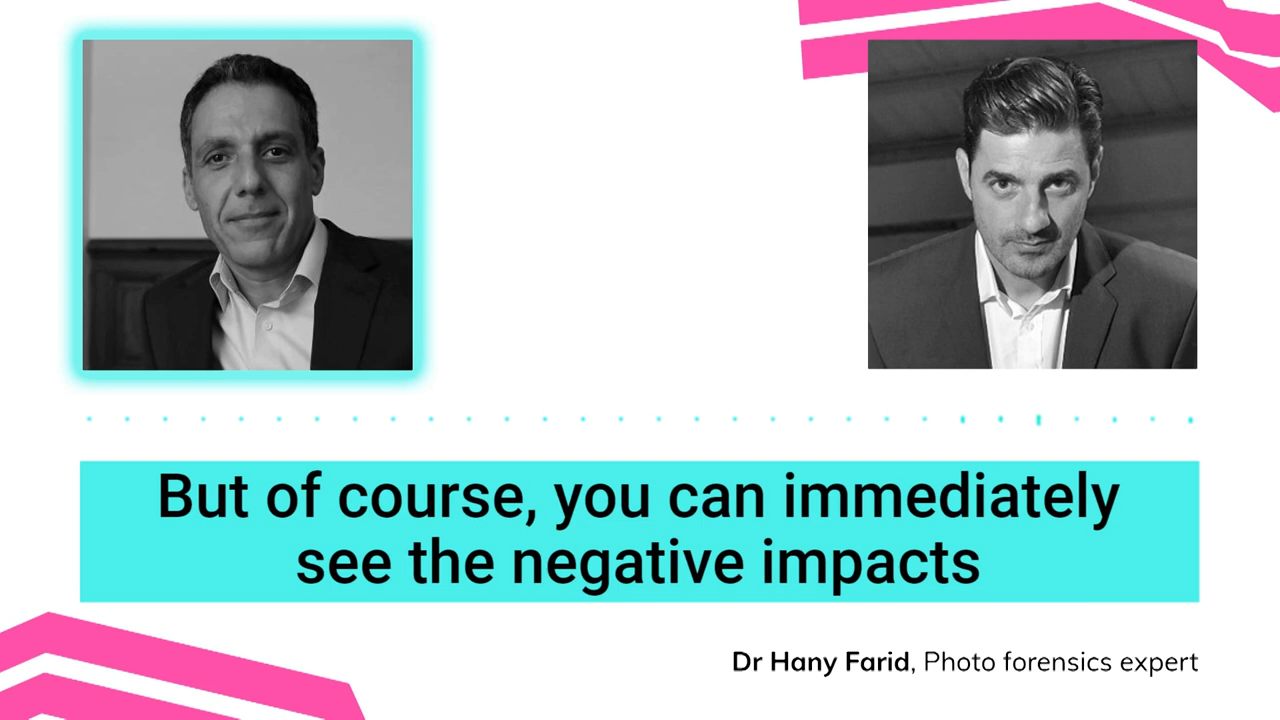 But of course, you can immediately
see the negative impacts
Dr Hany Farid, Photo forensics expert